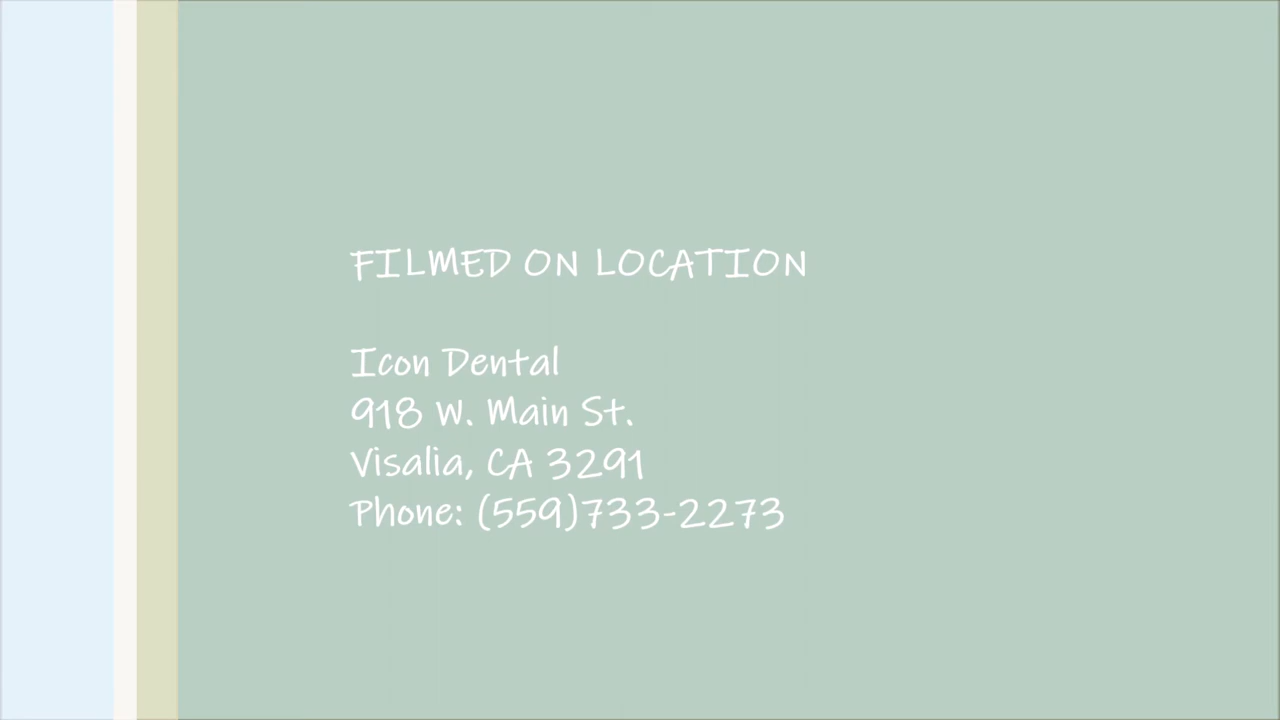 FILMED ON LOCATION
Icon Dental
918 W. Main St.
Visalia, CA 3291
Phone: (559)733-2273